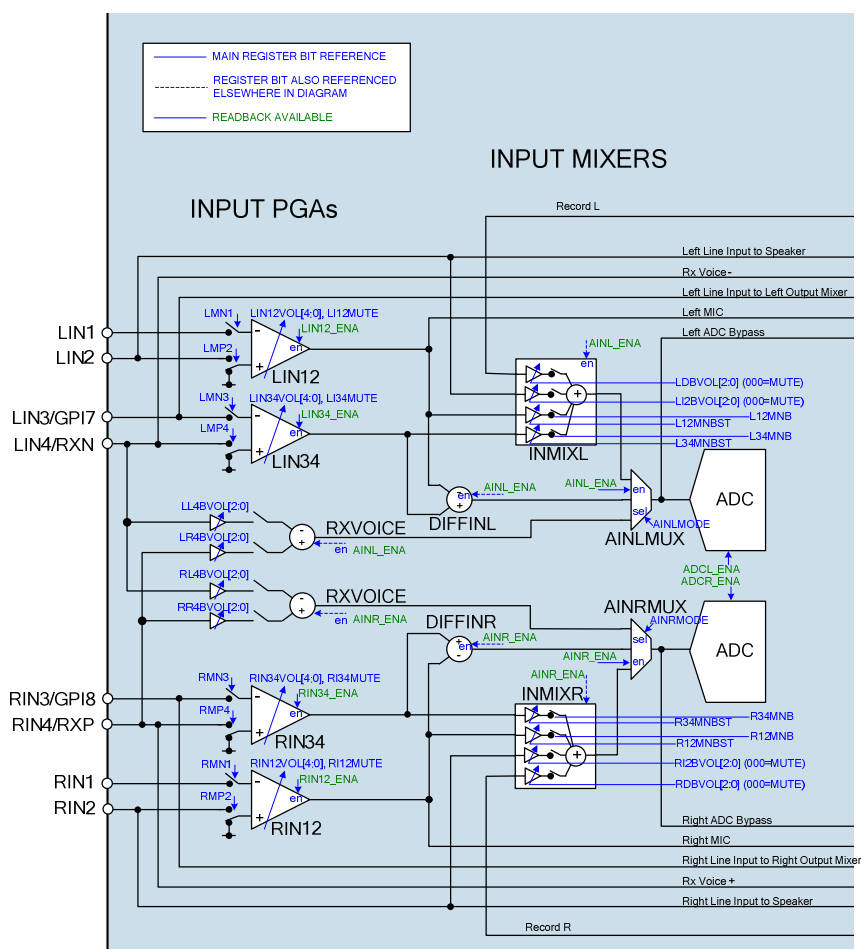 MAIN REGISTER BIT REFERENCE
REGISTER BIT ALSO REFERENCED
ELSEWHERE IN DIAGRAM
READBACK AVAILABLE
INPUT MIXERS
INPUT PGAs
Record L
Left Line Input to Speaker
Rx Voice-
Left Line Input to Left Output Mixer
Left MIC
Left ADC Bypass
LIN1
LIN2
LMN1
LMP2
LIN12VOL[4:0], LI12MUTE
LIN12_ENA
-
+
en
LIN12
LIN3/GPI7
LIN4/RXN
LMN3
LMP4
LIN34VOL[4:0], LI34MUTE
LIN34_ENA
-
+
en
LIN34
AINL_ENA
en
+
LDBVOL[2:0] (000=MUTE)
LI2BVOL[2:0] (000=MUTE)
L12MNB
L12MNBST
L34MNB
L34MNBST
INMIXL
-
en
+
AINL_ENA
DIFFINL
AINL_ENA
en
sel
AINLMODE
AINLMUX
ADC
LL4BVOL[2:0]
LR4BVOL[2:0]
-
+
RXVOICE
en
AINL_ENA
ADCL_ENA
ADCR_ENA
RL4BVOL[2:0]
RR4BVOL[2:0]
-
+
RXVOICE
en
AINR_ENA
DIFFINR
+
en
-
AINR_ENA
AINRMUX
AINRMODE
sel
en
AINR_ENA
ADC
AINR_ENA
RIN3/GPI8
RIN4/RXP
RMN3
RMP4
RIN34VOL[4:0], RI34MUTE
RIN34_ENA
-
+
en
RIN34
INMIXR
+
R34MNB
R34MNBST
R12MNB
R12MNBST
RI2BVOL[2:0] (000=MUTE)
RDBVOL[2:0] (000=MUTE)
RIN1
RIN2
RMN1
RMP2
RIN12VOL[4:0], RI12MUTE
RIN12_ENA
-
+
en
RIN12
Right ADC Bypass
Right MIC
Right Line Input to Right Output Mixer
Rx Voice +
Right Line Input to Speaker
Record R